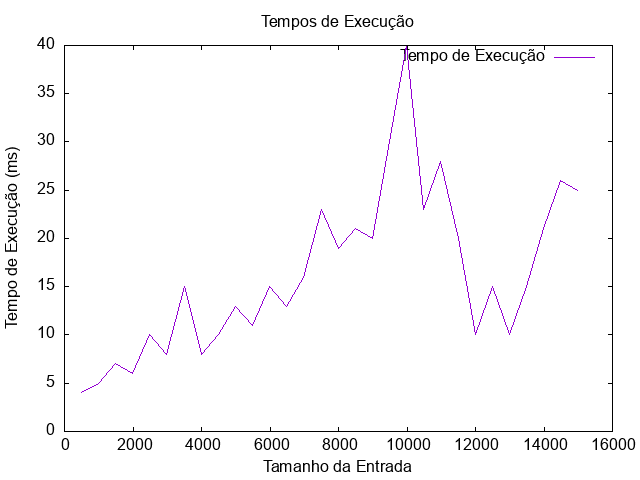 Tempos de Execução
Tempo de Execução
40
35
30
25
20
15
10
5
0
Tempo de Execução (ms)
0 2000 4000 6000 8000 10000 12000 14000 16000
Tamanho da Entrada